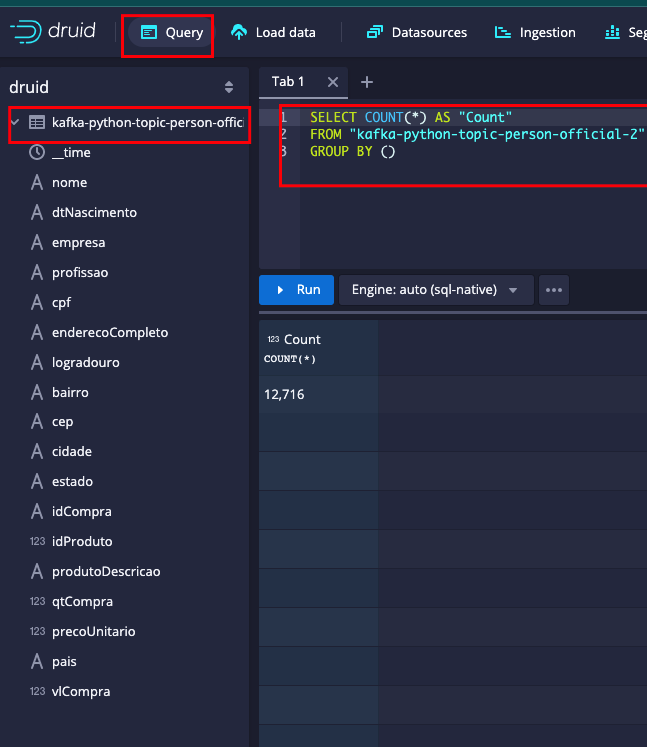 druid
Query
Load data
Datasources
Ingestion
Seg
druid
kafka-python-topic-person-offici
__time
nome
dtNascimento
empresa
profissao
cpf
enderecoCompleto
logradouro
bairro
cep
cidade
estado
idCompra
123 idProduto
produtoDescricao
123 qtCompra
123 precoUnitario
pais
123 vlCompra
Tab 1
1 SELECT COUNT(*) AS "Count"
2 FROM "kafka-python-topic-person-official-2"
3 GROUP BY ()
Run
Engine: auto (sql-native)
123 Count
COUNT(*)
12,716